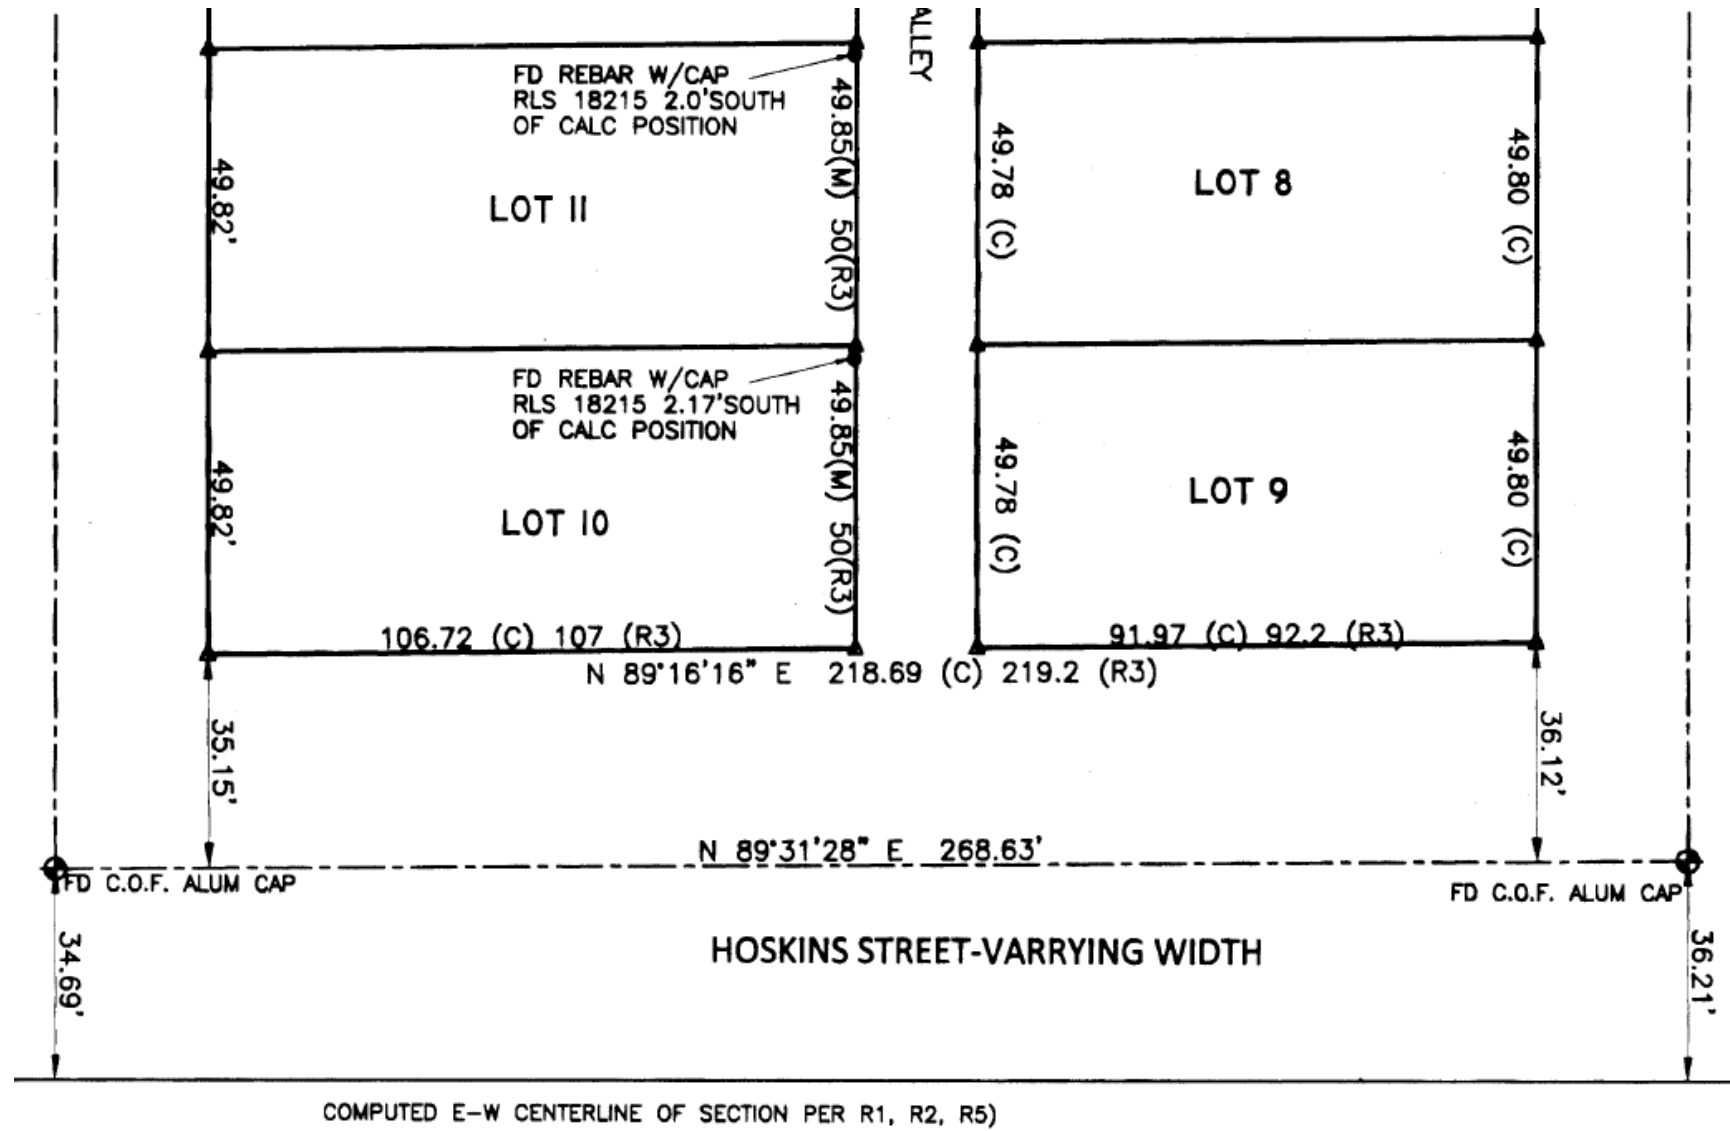 ALLEY
FD REBAR W/CAP
RLS 18215 2.0'SOUTH
OF CALC POSITION
49.85(M) 50(R3)
49.78 (C)
49.80 (C)
49.82'
LOT 11
LOT 8
FD REBAR W/CAP
RLS 18215 2.17'SOUTH
OF CALC POSITION
49.85(M) 50(R3)
49.78 (C)
49.80 (C)
49.82'
LOT 10
LOT 9
106.72 (C) 107 (R3)
91.97 (C) 92.2 (R3)
N 89°16'16" E 218.69 (C) 219.2 (R3)
35.15'
36.12'
N 89°31'28" E 268.63'
FD C.O.F. ALUM CAP
FD C.O.F. ALUM CAP
34.69'
HOSKINS STREET-VARRYING WIDTH
36.21'
COMPUTED E-W CENTERLINE OF SECTION PER R1, R2, R5)